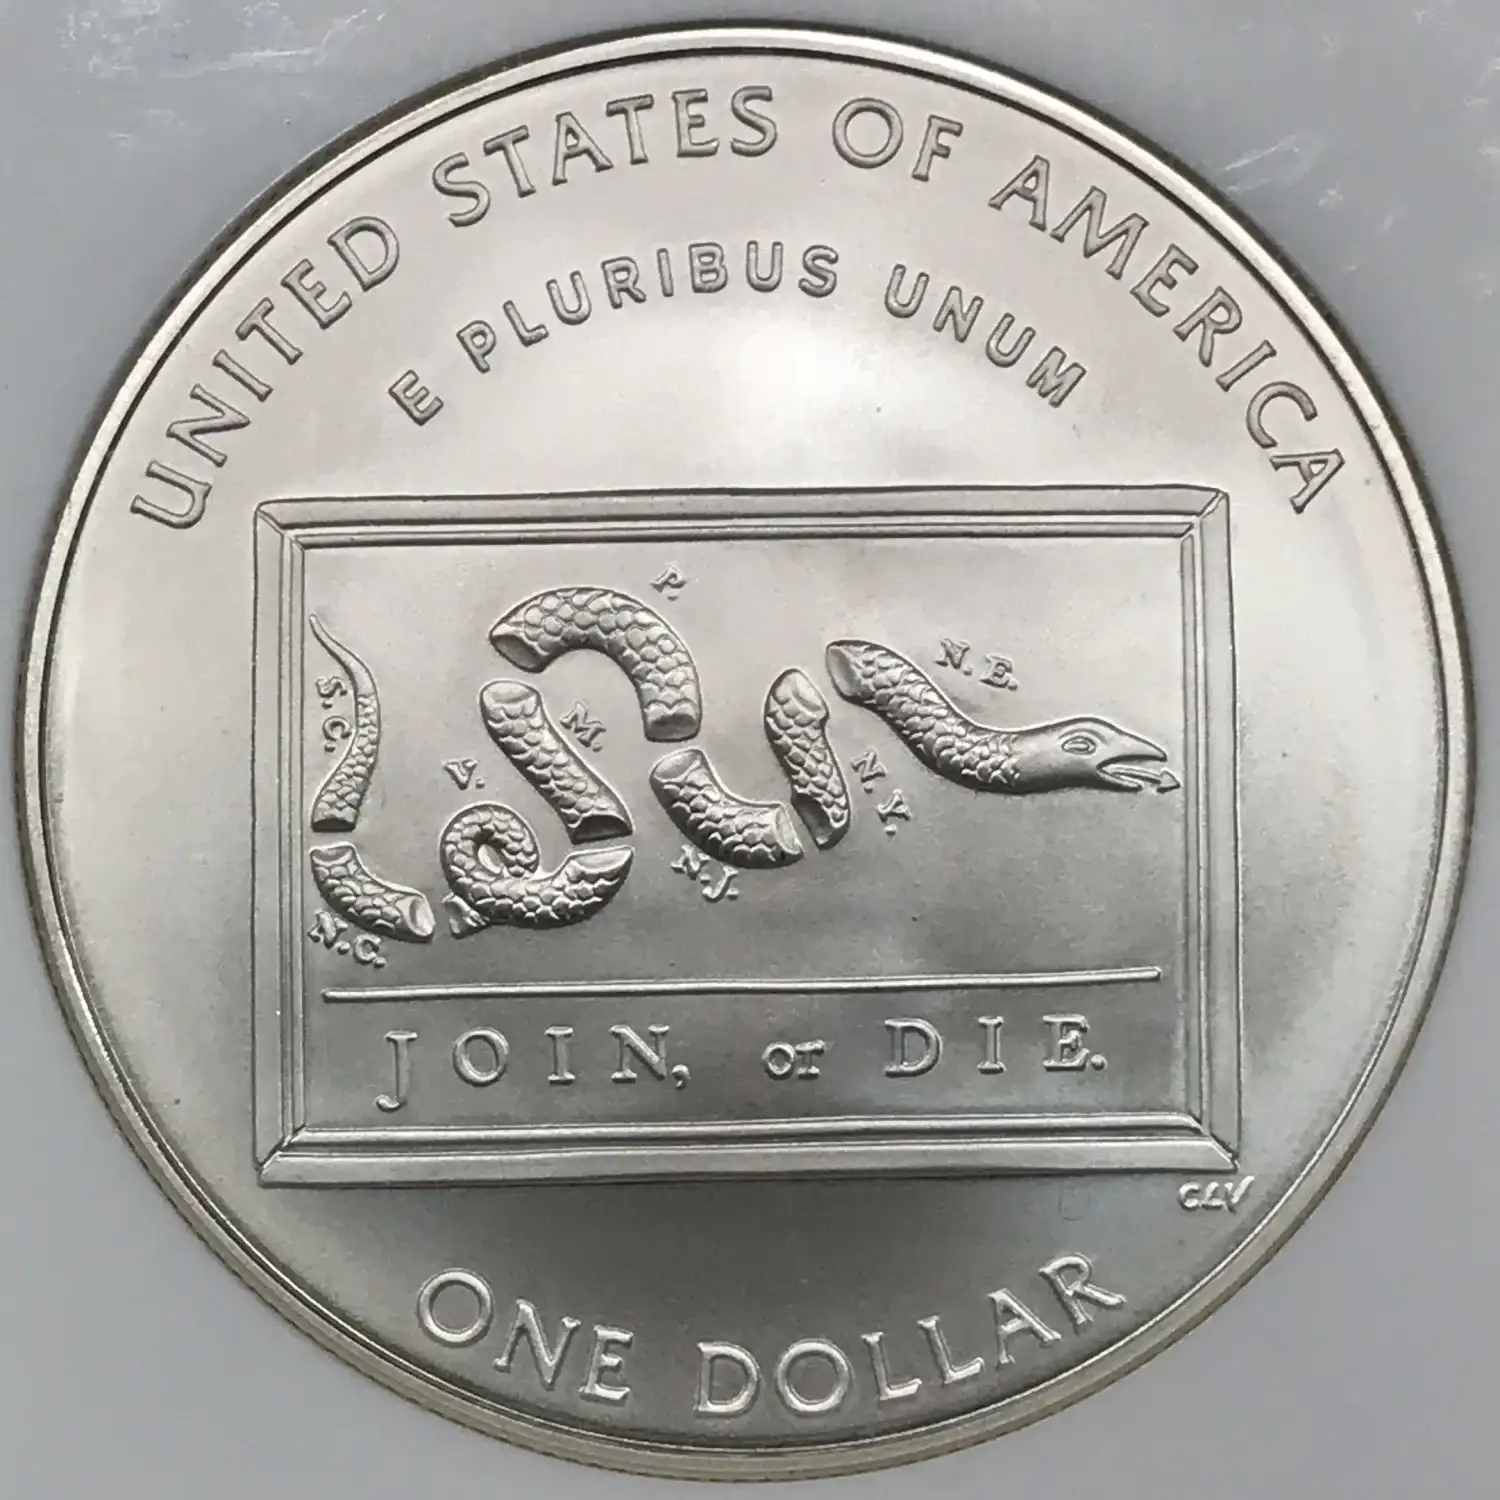 UNITED STATES OF AMERICA
E PLURIBUS UNUM
S.C.
N.C.
V.
M.
P.
N.J.
N.Y.
N.E.
JOIN, or DIE.
CLV
ONE DOLLAR